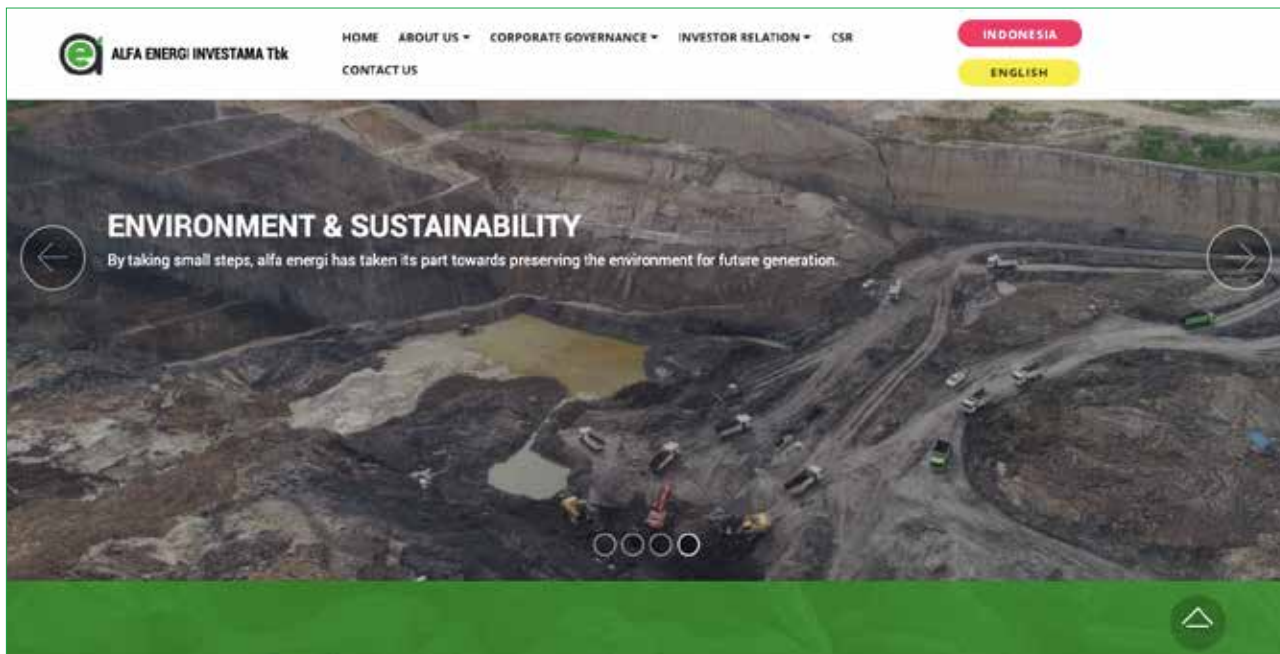 ALFA ENERGI INVESTAMA Tbk
HOME ABOUT US CORPORATE GOVERNANCE INVESTOR RELATION CSR
CONTACT US
INDONESIA
ENGLISH
ENVIRONMENT & SUSTAINABILITY
By taking small steps, alfa energi has taken its part towards preserving the environment for future generation.